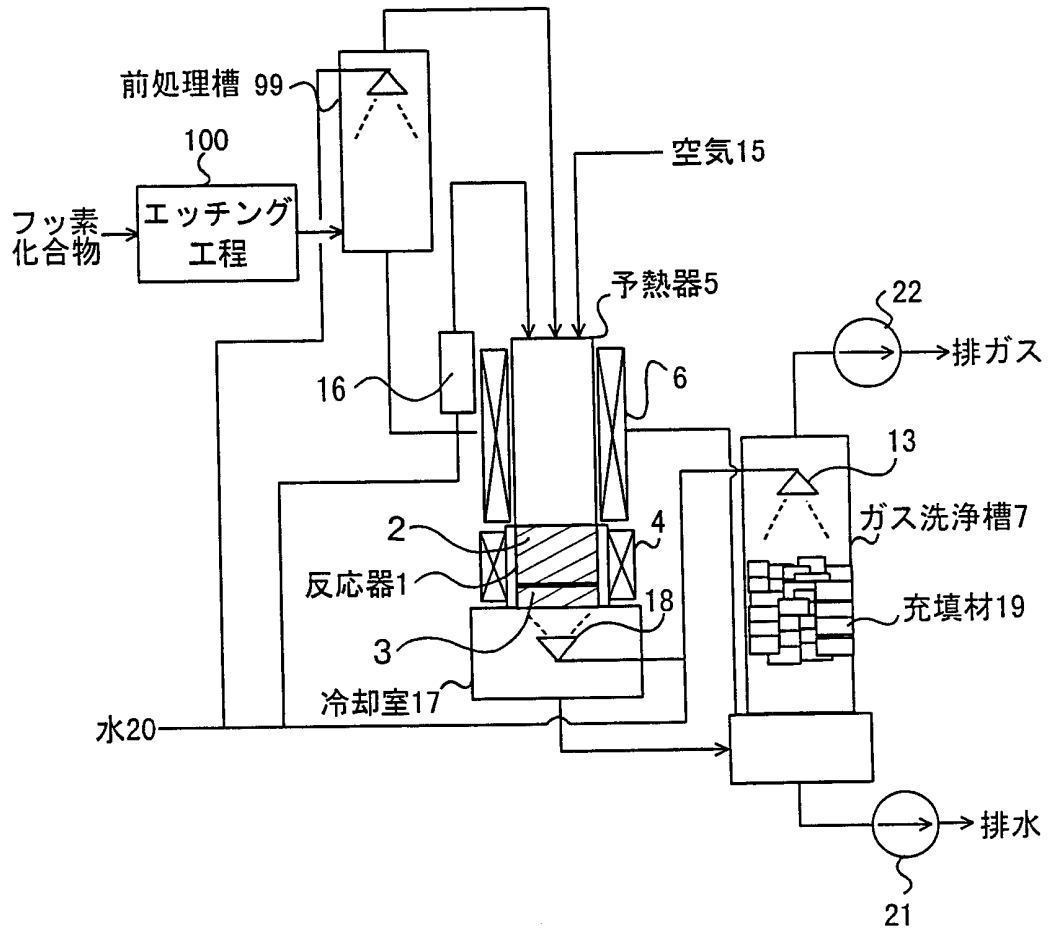 前処理槽 99
100
空気15
フッ素
化合物
エッチング
工程
予熱器5
22
排ガス
16
6
13
ガス洗浄槽7
2
4
反応器1
18
充填材19
3
冷却室17
水20
排水
21